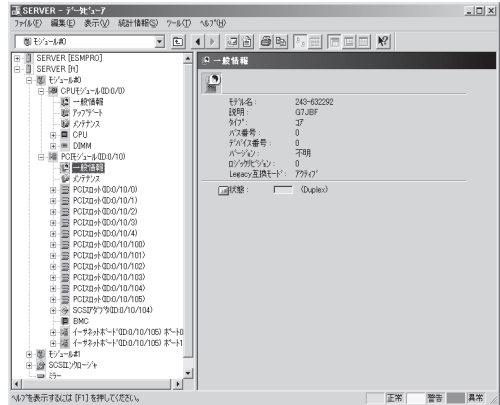 SERVER - データビューア
ファイル(F) 編集(E) 表示(V) 統計情報(S) ツール(T) ヘルプ(H)
モジュール#0
SERVER [ESMPRO]
SERVER [ft]
モジュール#0
CPUモジュール(ID:0/0)
一般情報
アップデート
メンテナンス
CPU
DIMM
PCIモジュール(ID:0/10)
一般情報
メンテナンス
PCIスロット(ID:0/10/0)
PCIスロット(ID:0/10/1)
PCIスロット(ID:0/10/2)
PCIスロット(ID:0/10/3)
PCIスロット(ID:0/10/4)
PCIスロット(ID:0/10/100)
PCIスロット(ID:0/10/101)
PCIスロット(ID:0/10/102)
PCIスロット(ID:0/10/103)
PCIスロット(ID:0/10/104)
PCIスロット(ID:0/10/105)
SCSIアダプタ(ID:0/10/104)
BMC
イーサネットボード(ID:0/10/105) ポート0
イーサネットボード(ID:0/10/105) ポート1
モジュール#1
SCSIエンクロージャ
ミラー
一般情報
モデル名 : 243-632292
説明 : G7JBF
タイプ : コア
バス番号 : 0
デバイス番号 : 0
バージョン : 不明
ロジックリビジョン : 0
Legacy互換モード : アクティブ
状態 : (Duplex)
ヘルプを表示するには [F1] を押してください。
正常 警告 異常